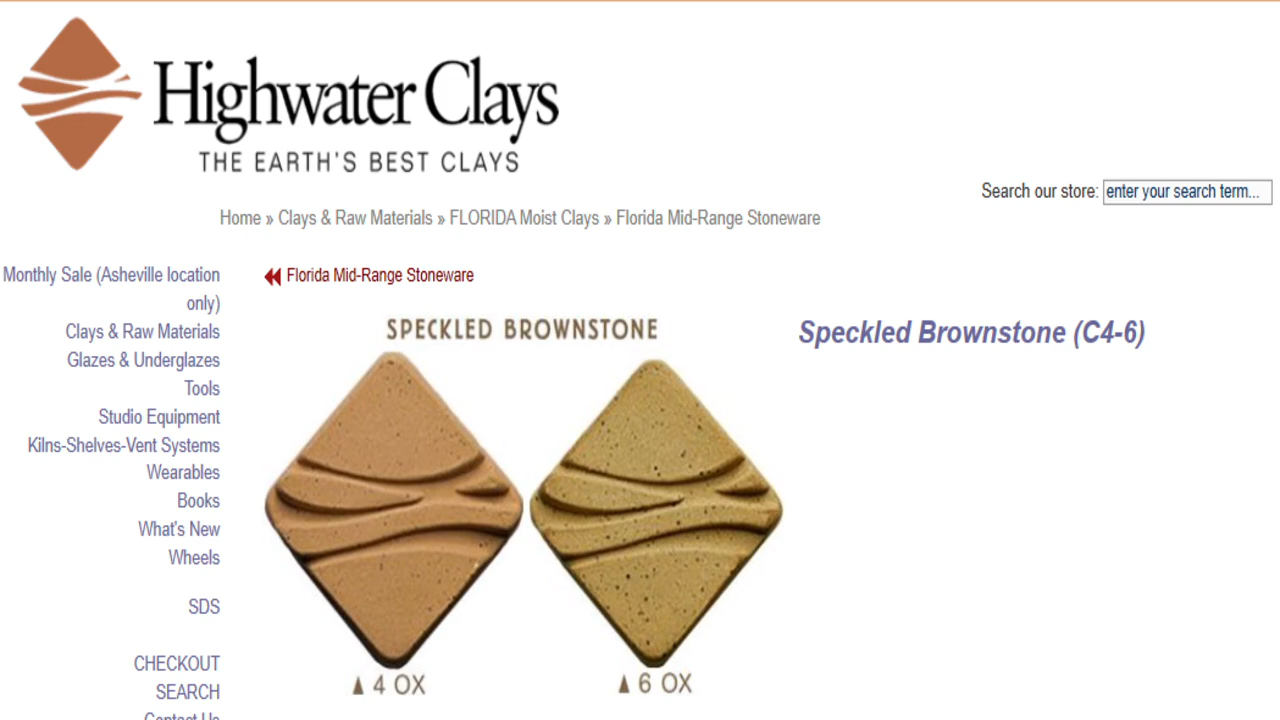 Highwater Clays
THE EARTH'S BEST CLAYS
Search our store: enter your search term...
Home » Clays & Raw Materials » FLORIDA Moist Clays » Florida Mid-Range Stoneware
Monthly Sale (Asheville location
only)
Clays & Raw Materials
Glazes & Underglazes
Tools
Studio Equipment
Kilns-Shelves-Vent Systems
Wearables
Books
What's New
Wheels
SDS
CHECKOUT
SEARCH
Contact Us
Florida Mid-Range Stoneware
SPECKLED BROWNSTONE
4 OX
6 OX
Speckled Brownstone (C4-6)